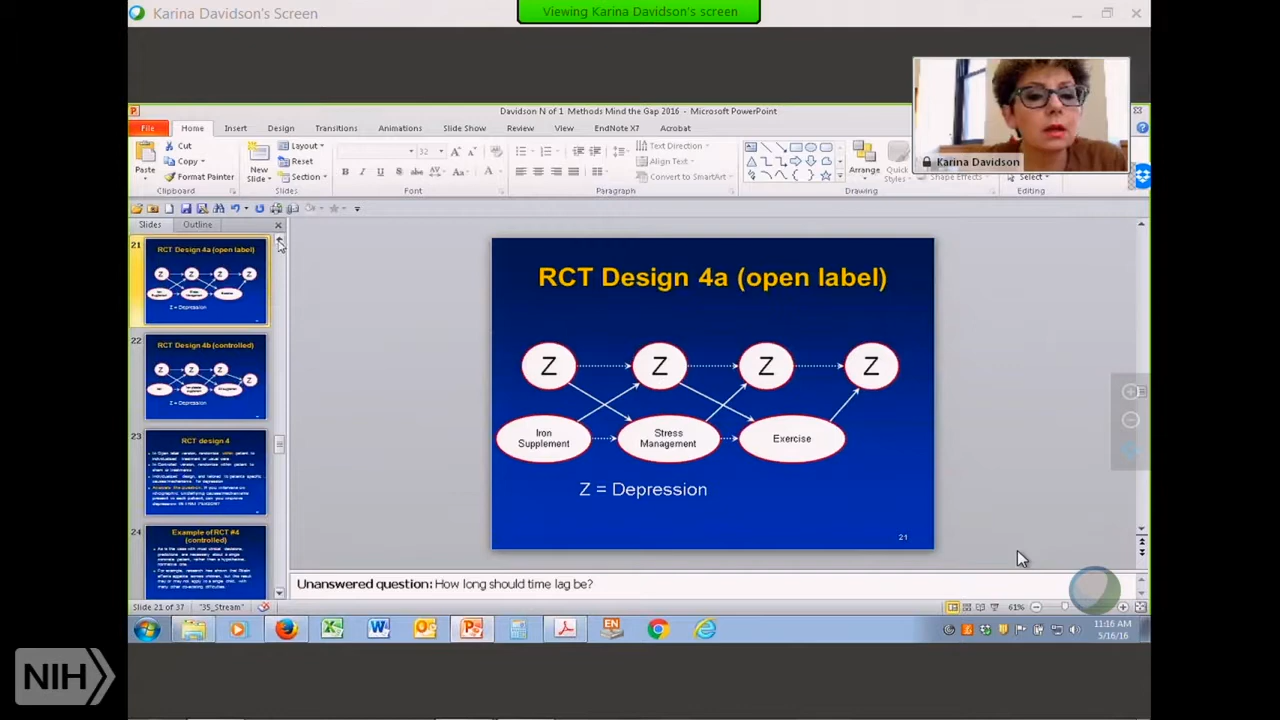 Karina Davidson's Screen
Viewing Karina Davidson's screen
Karina Davidson
Davidson N of 1 Methods Mind the Gap 2016 - Microsoft PowerPoint
File Home Insert Design Transitions Animations Slide Show Review View EndNote X7 Acrobat
Paste
Cut
Copy
Format Painter
Clipboard
New Slide
Layout
Reset
Section
Slides
32
Font
Text Direction
Align Text
Convert to SmartArt
Paragraph
Arrange
Quick Styles
Shape Effects
Drawing
Select
Editing
Slides Outline
21
RCT Design 4a (open label)
Z Z Z Z
Z = Depression
22
RCT Design 4b (controlled)
Z Z Z Z
Z = Depression
23
RCT design 4
24
Example of RCT #4
(controlled)
RCT Design 4a (open label)
Z Z Z Z
Iron
Supplement
Stress
Management
Exercise
Z = Depression
21
Unanswered question: How long should time lag be?
Slide 21 of 37 "35_Stream" 61%
11:16 AM
5/16/16
NIH